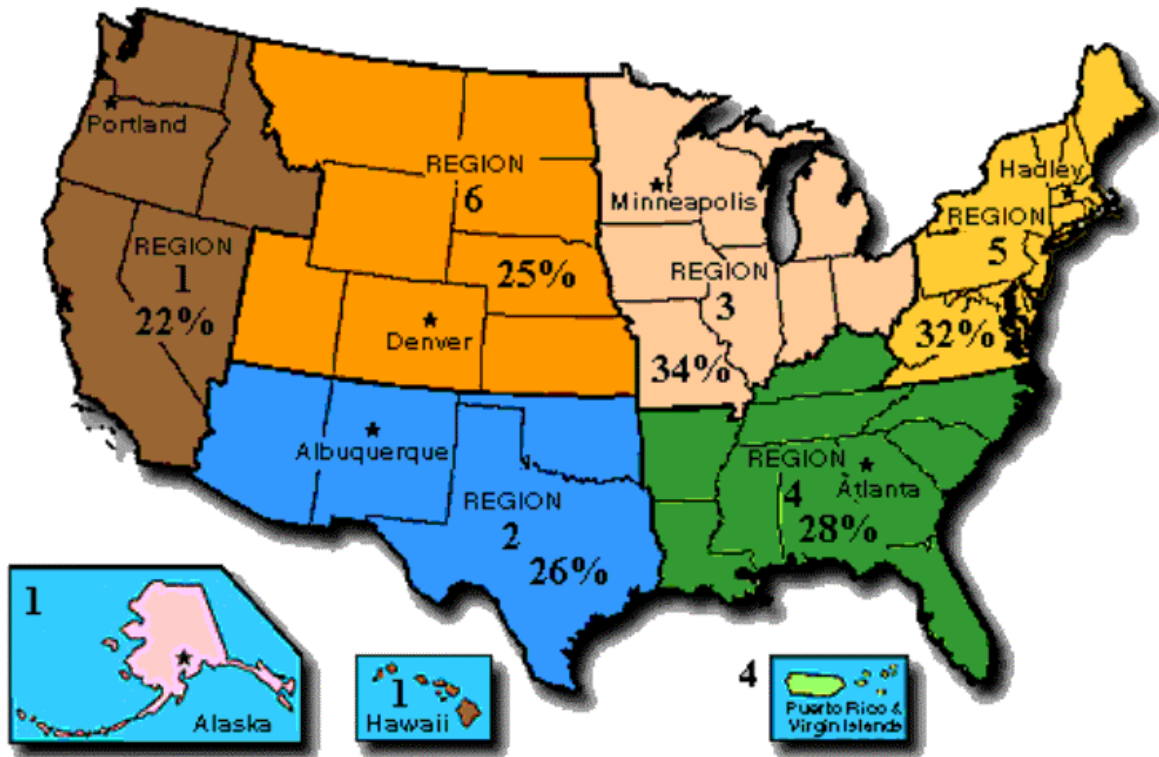 Portland
REGION
1
22%
REGION
6
25%
Denver
Minneapolis
REGION
3
34%
Hadley
REGION
5
32%
Albuquerque
REGION
2
26%
REGION
4
Atlanta
28%
1
Alaska
1
Hawaii
4
Puerto Rico &
Virgin Islands